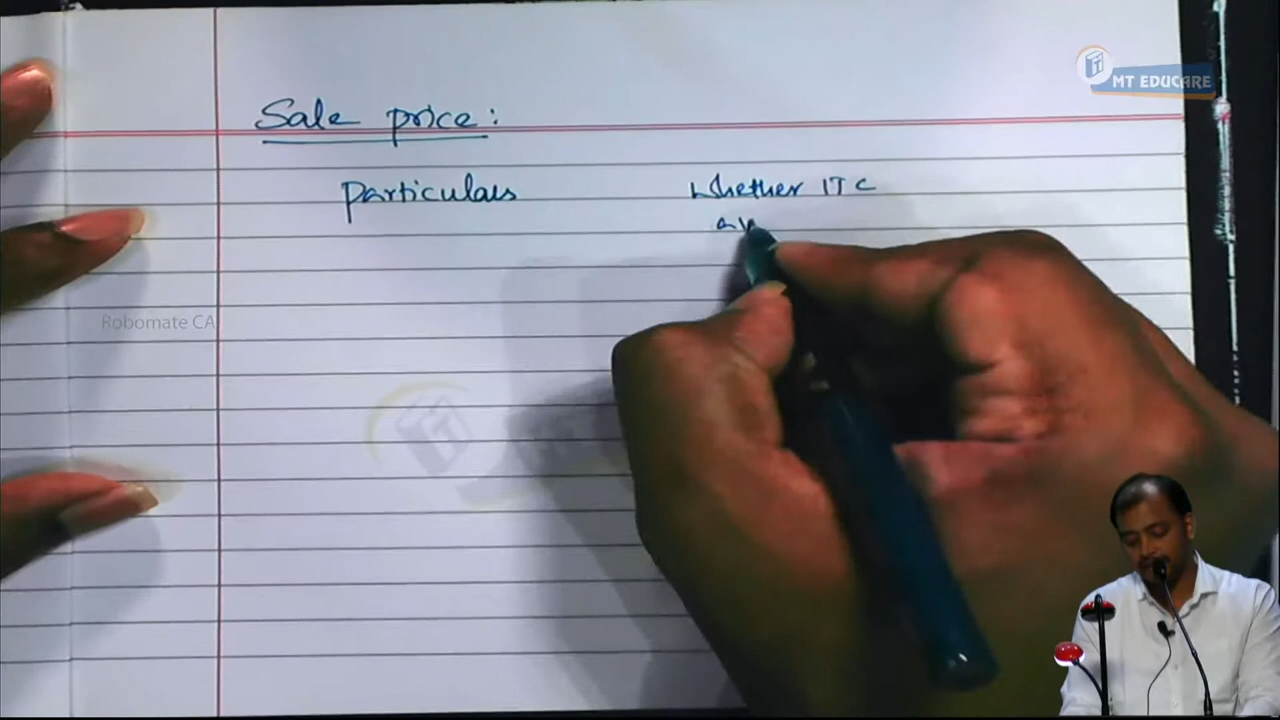 MT EDUCARE
Sale price:
Particulars
Whether ITC
Robomate CA